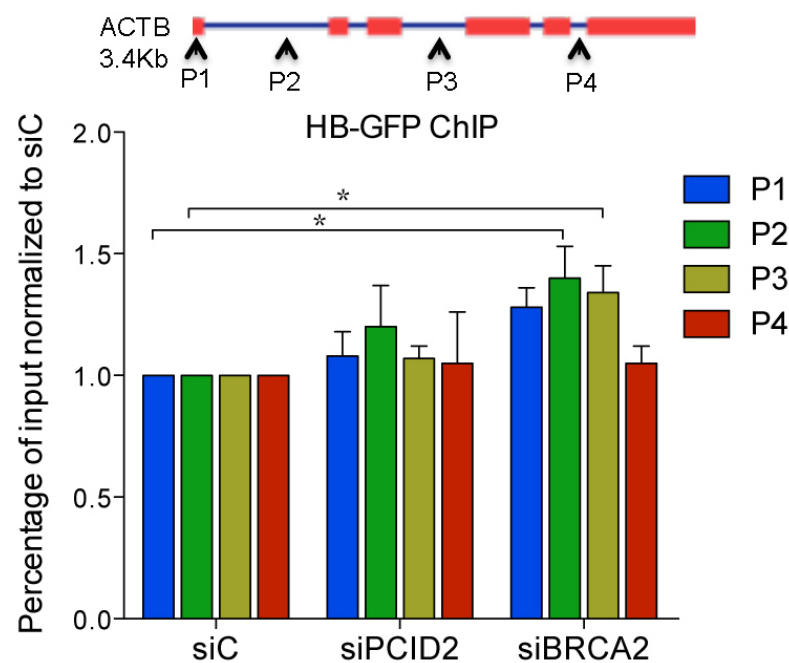 ACTB
3.4Kb
P1 P2 P3 P4
HB-GFP ChIP
Percentage of input normalized to siC
2.0
1.5
1.0
0.5
0.0
*
*
siC siPCID2 siBRCA2
P1
P2
P3
P4